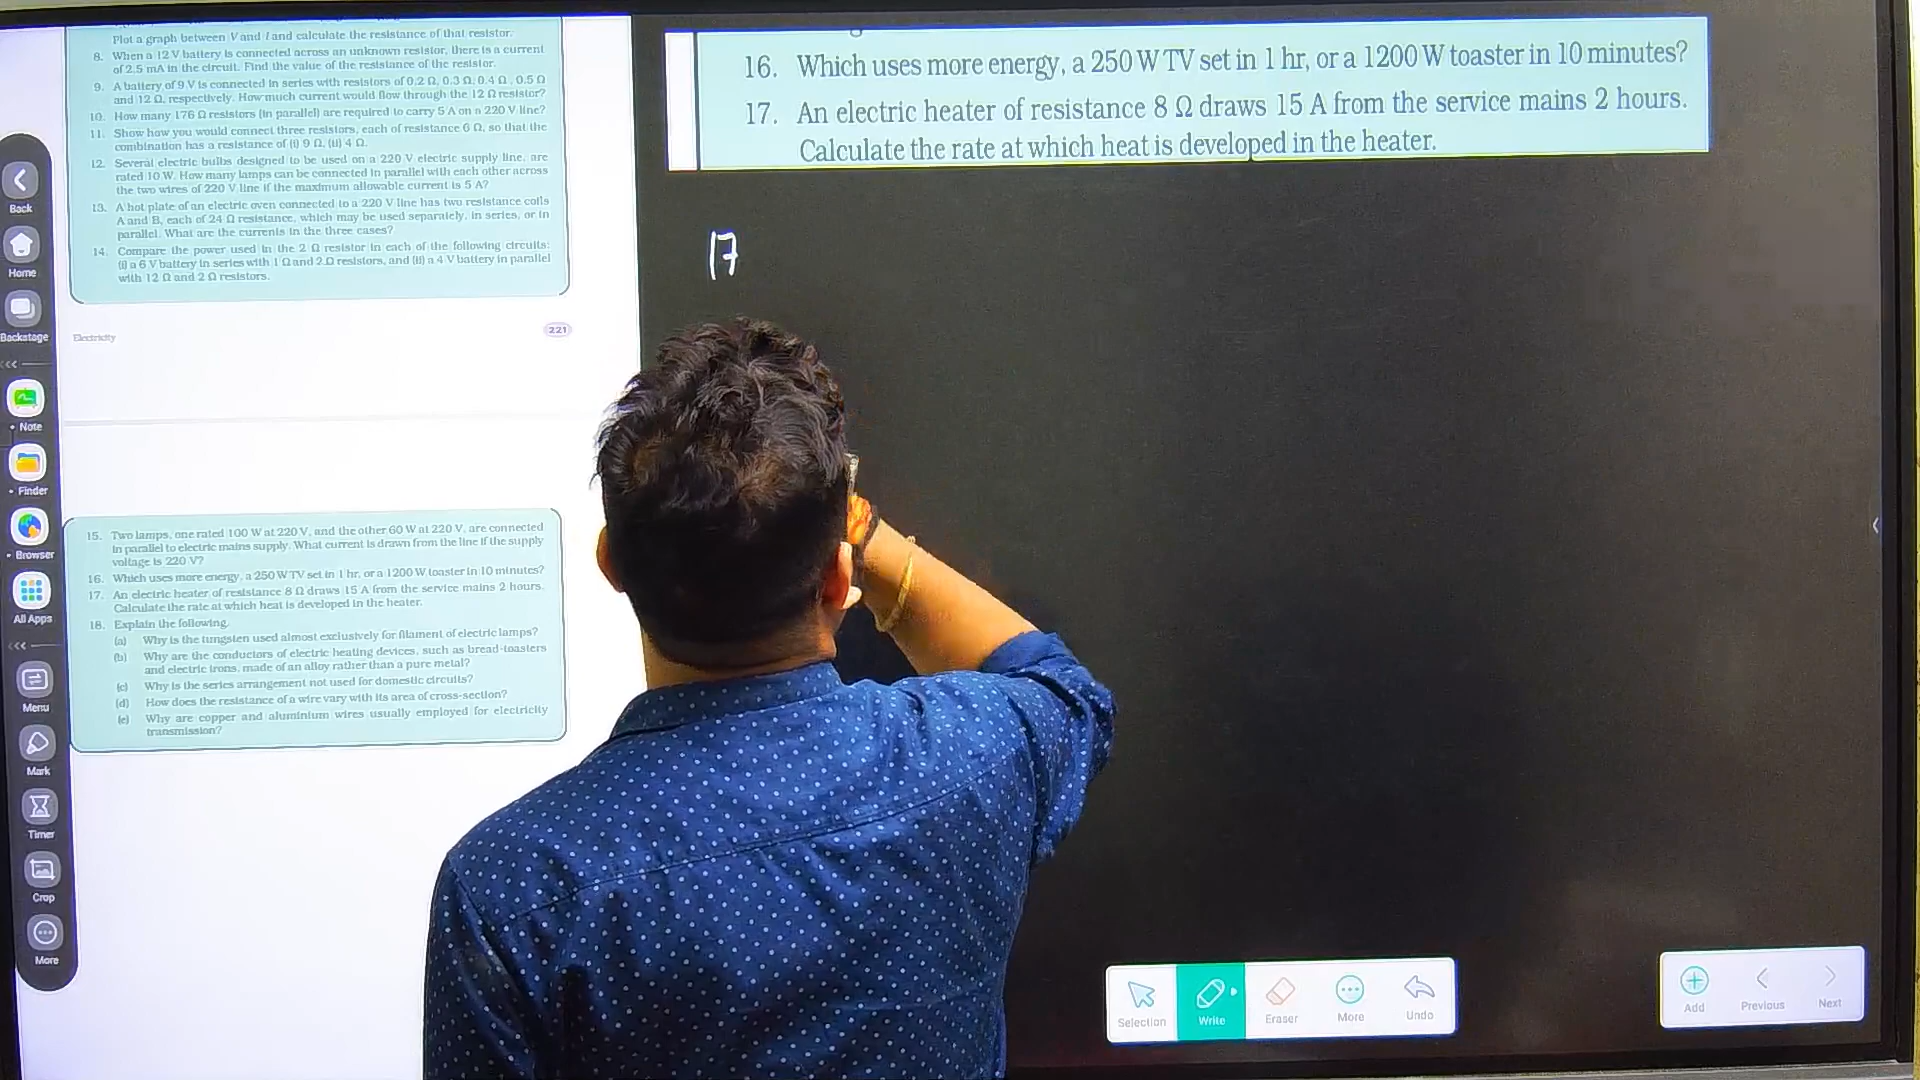 Plot a graph between V and I and calculate the resistance of that resistor.
8. When a 12 V battery is connected across an unknown resistor, there is a current
of 2.5 mA in the circuit. Find the value of the resistance of the resistor.
9. A battery of 9 V is connected in series with resistors of 0.2 Ω, 0.3 Ω, 0.4 Ω , 0.5 Ω
and 12 Ω, respectively. How much current would flow through the 12 Ω resistor?
10. How many 176 Ω resistors (in parallel) are required to carry 5 A on a 220 V line?
11. Show how you would connect three resistors, each of resistance 6 Ω, so that the
combination has a resistance of (i) 9 Ω, (ii) 4 Ω.
12. Several electric bulbs designed to be used on a 220 V electric supply line, are
rated 10 W. How many lamps can be connected in parallel with each other across
the two wires of 220 V line if the maximum allowable current is 5 A?
13. A hot plate of an electric oven connected to a 220 V line has two resistance coils
A and B, each of 24 Ω resistance, which may be used separately, in series, or in
parallel. What are the currents in the three cases?
14. Compare the power used in the 2 Ω resistor in each of the following circuits:
(i) a 6 V battery in series with 1 Ω and 2 Ω resistors, and (ii) a 4 V battery in parallel
with 12 Ω and 2 Ω resistors.
Electricity
221
15. Two lamps, one rated 100 W at 220 V, and the other 60 W at 220 V, are connected
in parallel to electric mains supply. What current is drawn from the line if the supply
voltage is 220 V?
16. Which uses more energy, a 250 W TV set in 1 hr, or a 1200 W toaster in 10 minutes?
17. An electric heater of resistance 8 Ω draws 15 A from the service mains 2 hours.
Calculate the rate at which heat is developed in the heater.
18. Explain the following.
(a) Why is the tungsten used almost exclusively for filament of electric lamps?
(b) Why are the conductors of electric heating devices, such as bread-toasters
and electric irons, made of an alloy rather than a pure metal?
(c) Why is the series arrangement not used for domestic circuits?
(d) How does the resistance of a wire vary with its area of cross-section?
(e) Why are copper and aluminium wires usually employed for electricity
transmission?
Back
Home
Backstage
Note
Finder
Browser
All Apps
Menu
Mark
Timer
Crop
More
16. Which uses more energy, a 250 W TV set in 1 hr, or a 1200 W toaster in 10 minutes?
17. An electric heater of resistance 8 Ω draws 15 A from the service mains 2 hours.
Calculate the rate at which heat is developed in the heater.
17
Selection
Write
Eraser
More
Undo
Add
Previous
Next